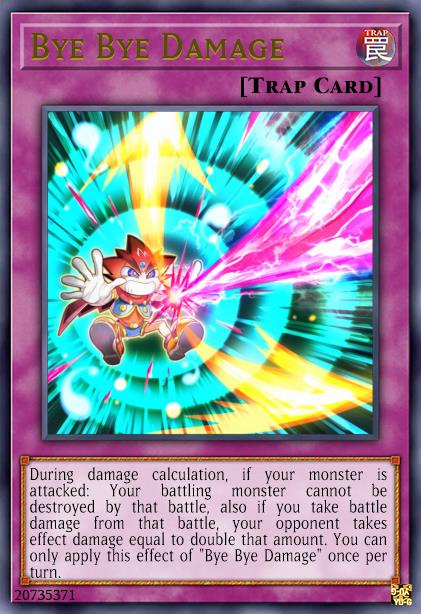 Bye Bye Damage
TRAP
罠
[Trap Card]
N
During damage calculation, if your monster is
attacked: Your battling monster cannot be
destroyed by that battle, also if you take battle
damage from that battle, your opponent takes
effect damage equal to double that amount. You can
only apply this effect of "Bye Bye Damage" once per
turn.
20735371